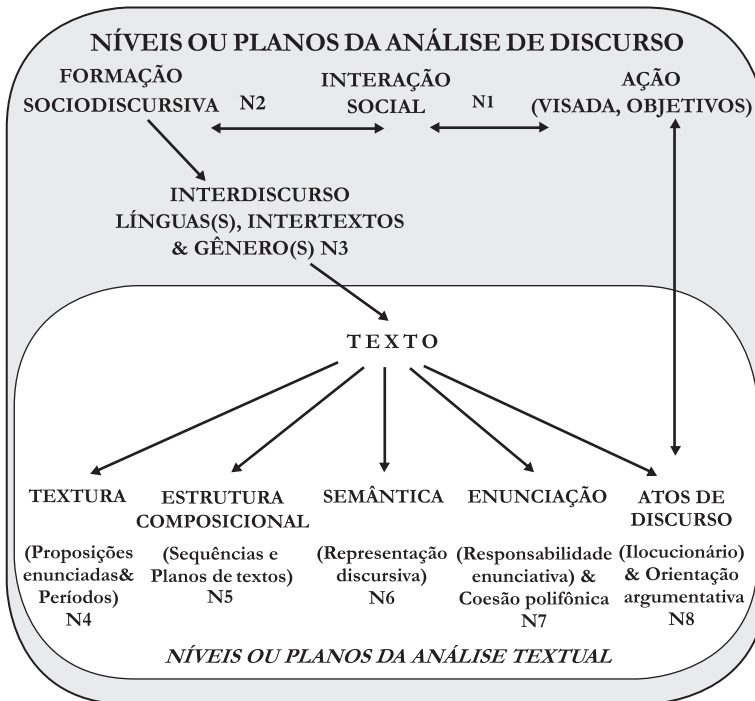 NÍVEIS OU PLANOS DA ANÁLISE DE DISCURSO
FORMAÇÃO
SOCIODISCURSIVA
N2
INTERAÇÃO
SOCIAL
N1
AÇÃO
(VISADA, OBJETIVOS)
INTERDISCURSO
LÍNGUAS(S), INTERTEXTOS
& GÊNERO(S) N3
TEXTO
TEXTURA
(Proposições
enunciadas&
Períodos)
N4
ESTRUTURA
COMPOSICIONAL
(Sequências e
Planos de textos)
N5
SEMÂNTICA
(Representação
discursiva)
N6
ENUNCIAÇÃO
(Responsabilidade
enunciativa) &
Coesão polifônica
N7
ATOS DE
DISCURSO
(Ilocucionário)
& Orientação
argumentativa
N8
NÍVEIS OU PLANOS DA ANÁLISE TEXTUAL